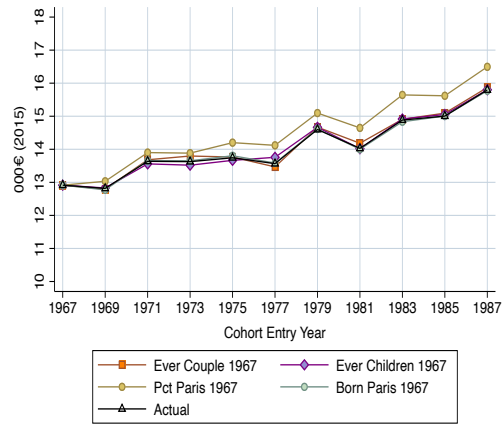 18
17
16
15
14
13
12
11
10
000€ (2015)
1967 1969 1971 1973 1975 1977 1979 1981 1983 1985 1987
Cohort Entry Year
Ever Couple 1967 Ever Children 1967
Pct Paris 1967 Born Paris 1967
Actual